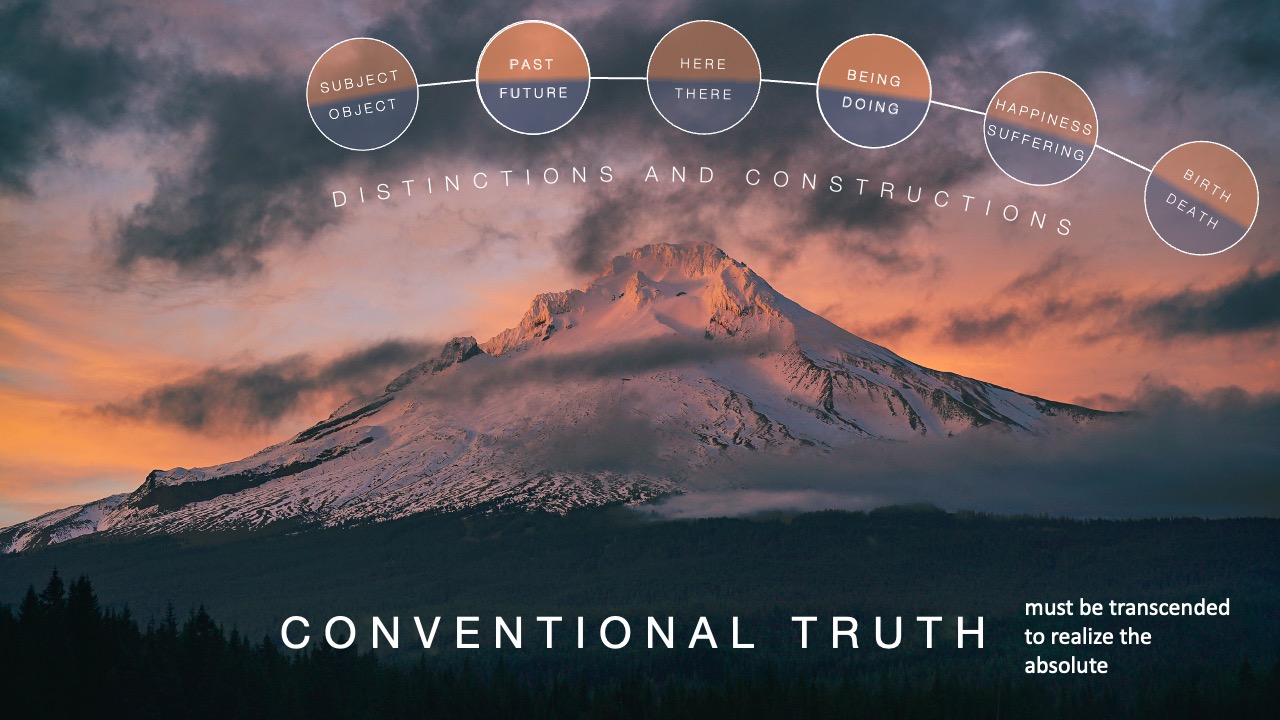 SUBJECT
OBJECT
PAST
FUTURE
HERE
THERE
BEING
DOING
HAPPINESS
SUFFERING
BIRTH
DEATH
DISTINCTIONS AND CONSTRUCTIONS
CONVENTIONAL TRUTH
must be transcended
to realize the
absolute